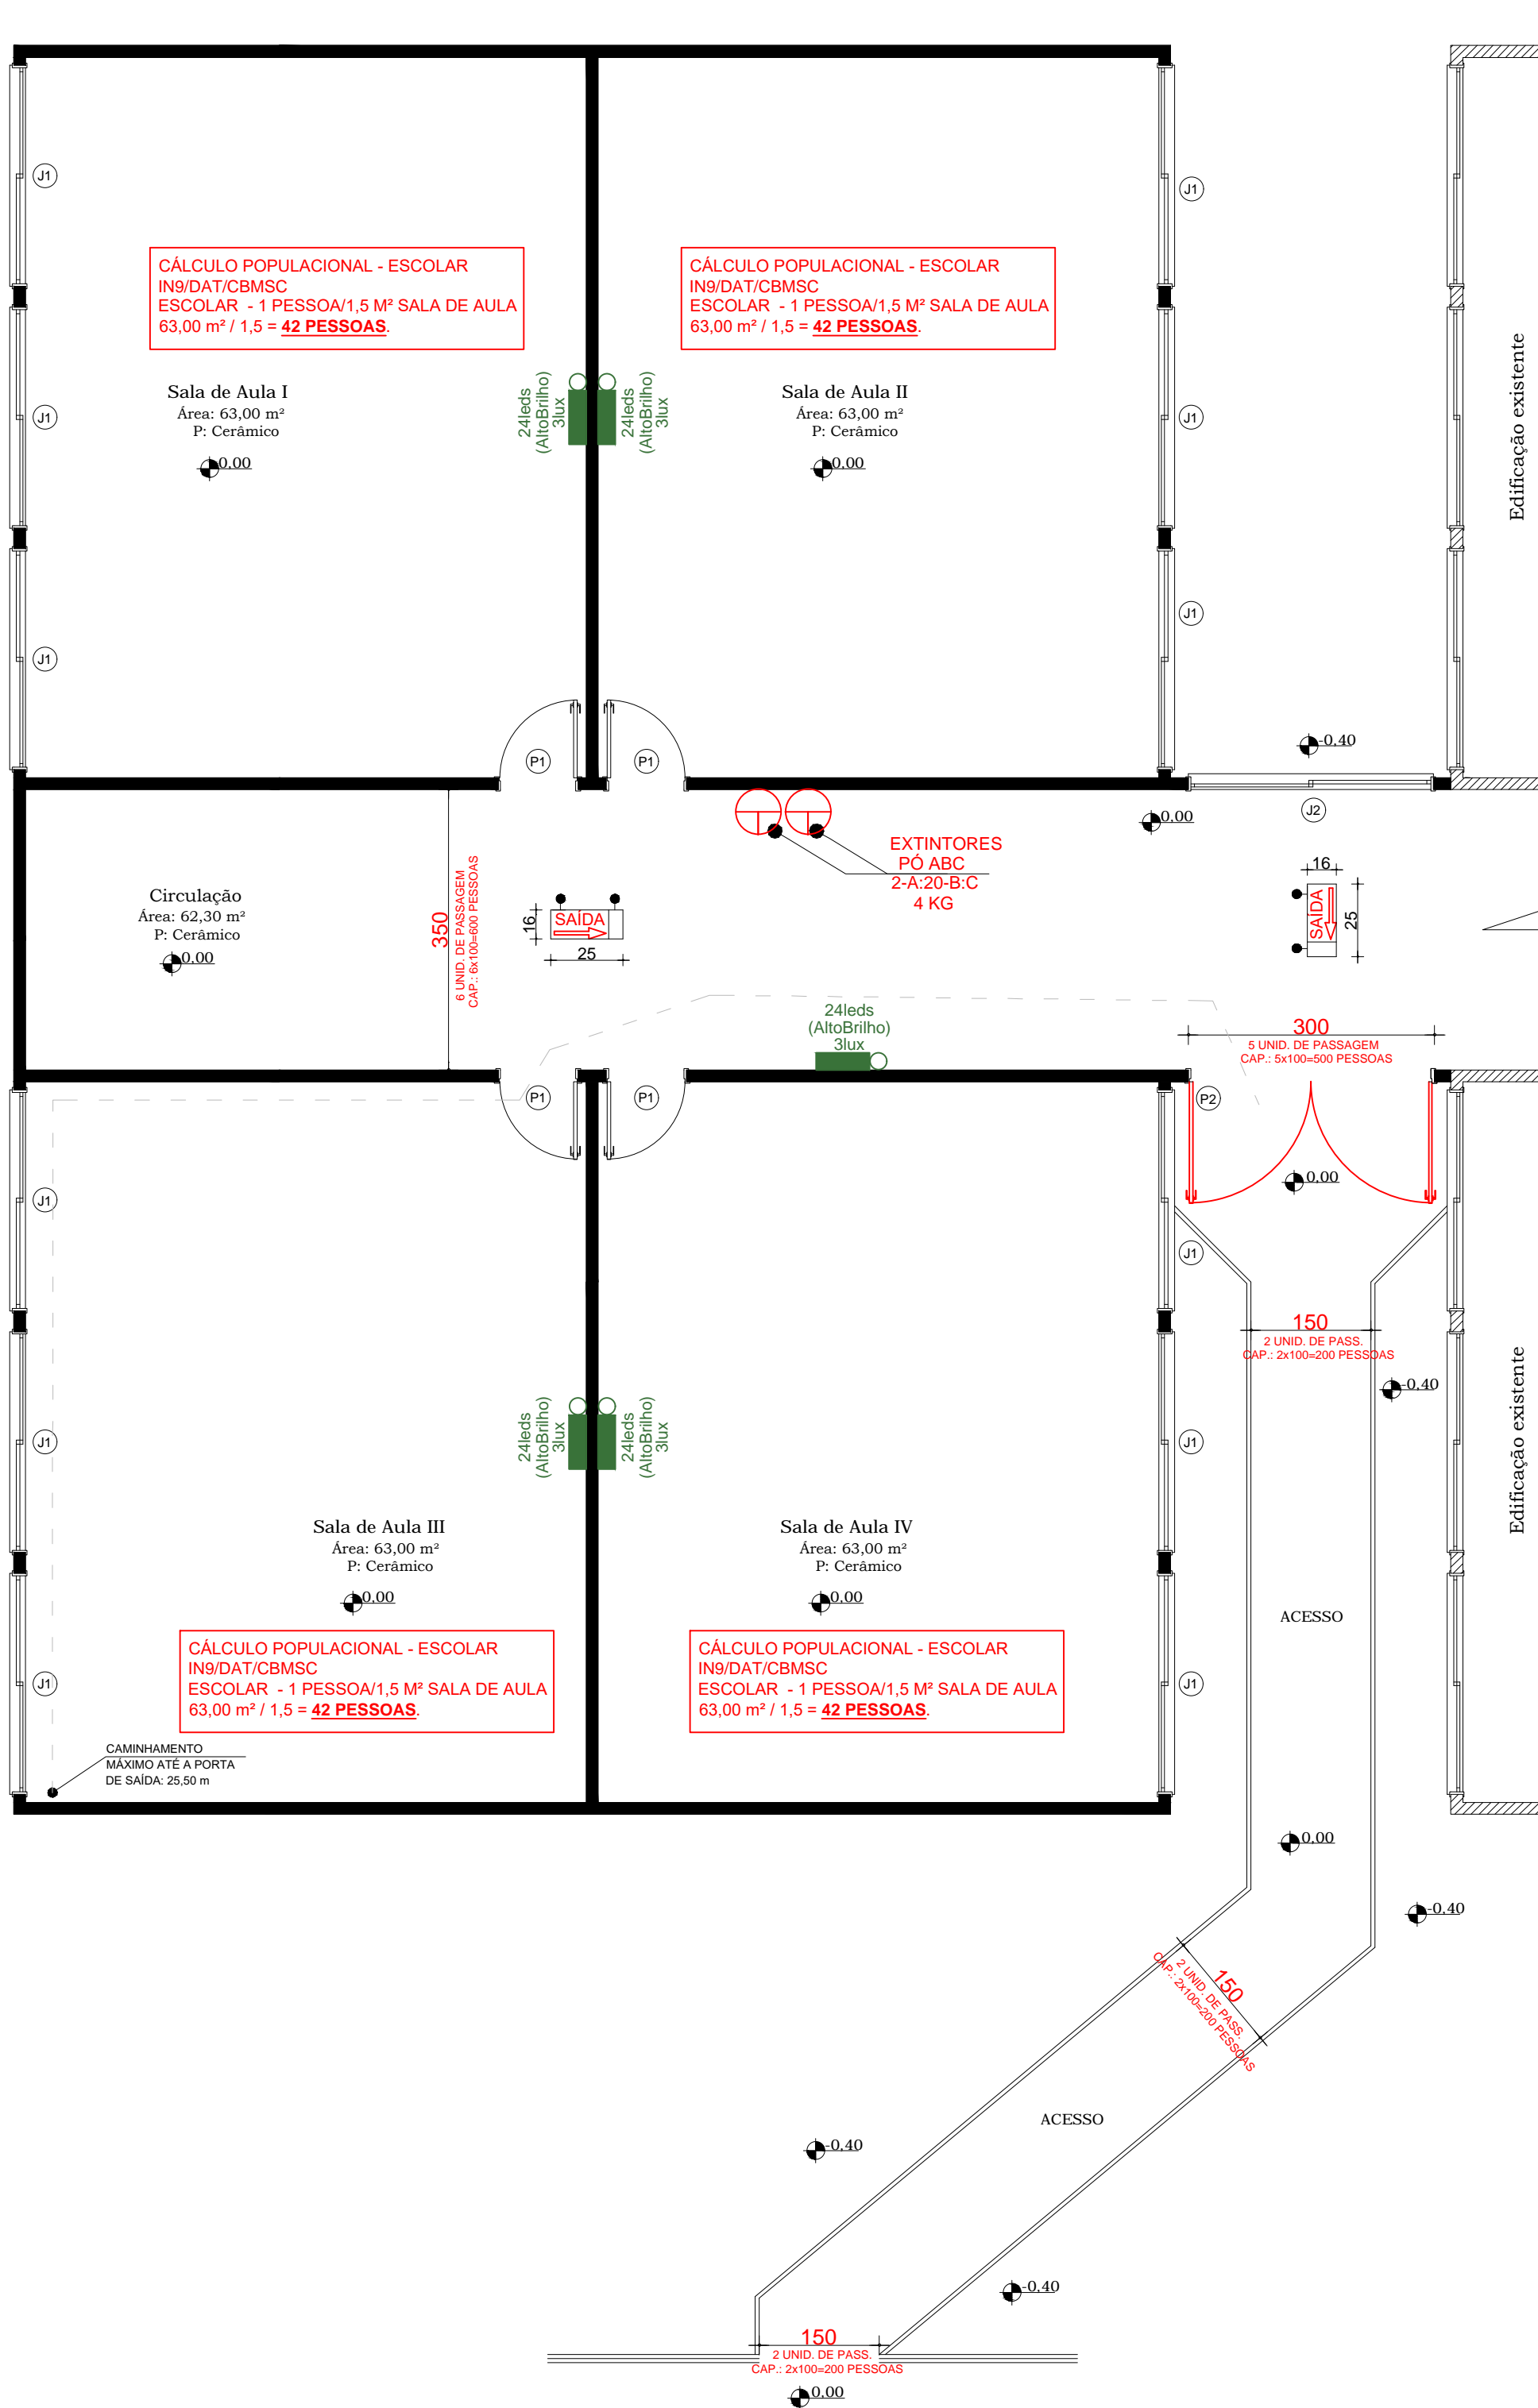 J1
J1
CÁLCULO POPULACIONAL - ESCOLAR
IN9/DAT/CBMSC
ESCOLAR - 1 PESSOA/1,5 M² SALA DE AULA
63,00 m² / 1,5 = 42 PESSOAS.
CÁLCULO POPULACIONAL - ESCOLAR
IN9/DAT/CBMSC
ESCOLAR - 1 PESSOA/1,5 M² SALA DE AULA
63,00 m² / 1,5 = 42 PESSOAS.
Sala de Aula I
Área: 63,00 m²
P: Cerâmico
0,00
24leds
(AltoBrilho)
3lux
24leds
(AltoBrilho)
3lux
Sala de Aula II
Área: 63,00 m²
P: Cerâmico
0,00
J1
J1
Edificação existente
J1
J1
P1
P1
-0,40
J2
0,00
EXTINTORES
PÓ ABC
2-A:20-B:C
4 KG
Circulação
Área: 62,30 m²
P: Cerâmico
0,00
350
6 UNID. DE PASSAGEM
CAP.: 6x100=600 PESSOAS
16
SAÍDA
25
16
SAÍDA
25
24leds
(AltoBrilho)
3lux
300
5 UNID. DE PASSAGEM
CAP.: 5x100=500 PESSOAS
P1
P1
P2
0,00
J1
J1
150
2 UNID. DE PASS.
CAP.: 2x100=200 PESSOAS
-0,40
24leds
(AltoBrilho)
3lux
24leds
(AltoBrilho)
3lux
J1
J1
Edificação existente
Sala de Aula III
Área: 63,00 m²
P: Cerâmico
0,00
Sala de Aula IV
Área: 63,00 m²
P: Cerâmico
0,00
ACESSO
CÁLCULO POPULACIONAL - ESCOLAR
IN9/DAT/CBMSC
ESCOLAR - 1 PESSOA/1,5 M² SALA DE AULA
63,00 m² / 1,5 = 42 PESSOAS.
CÁLCULO POPULACIONAL - ESCOLAR
IN9/DAT/CBMSC
ESCOLAR - 1 PESSOA/1,5 M² SALA DE AULA
63,00 m² / 1,5 = 42 PESSOAS.
J1
J1
CAMINHAMENTO
MÁXIMO ATÉ A PORTA
DE SAÍDA: 25,50 m
0,00
-0,40
150
2 UNID. DE PASS.
CAP.: 2x100=200 PESSOAS
ACESSO
-0,40
-0,40
150
2 UNID. DE PASS.
CAP.: 2x100=200 PESSOAS
0,00